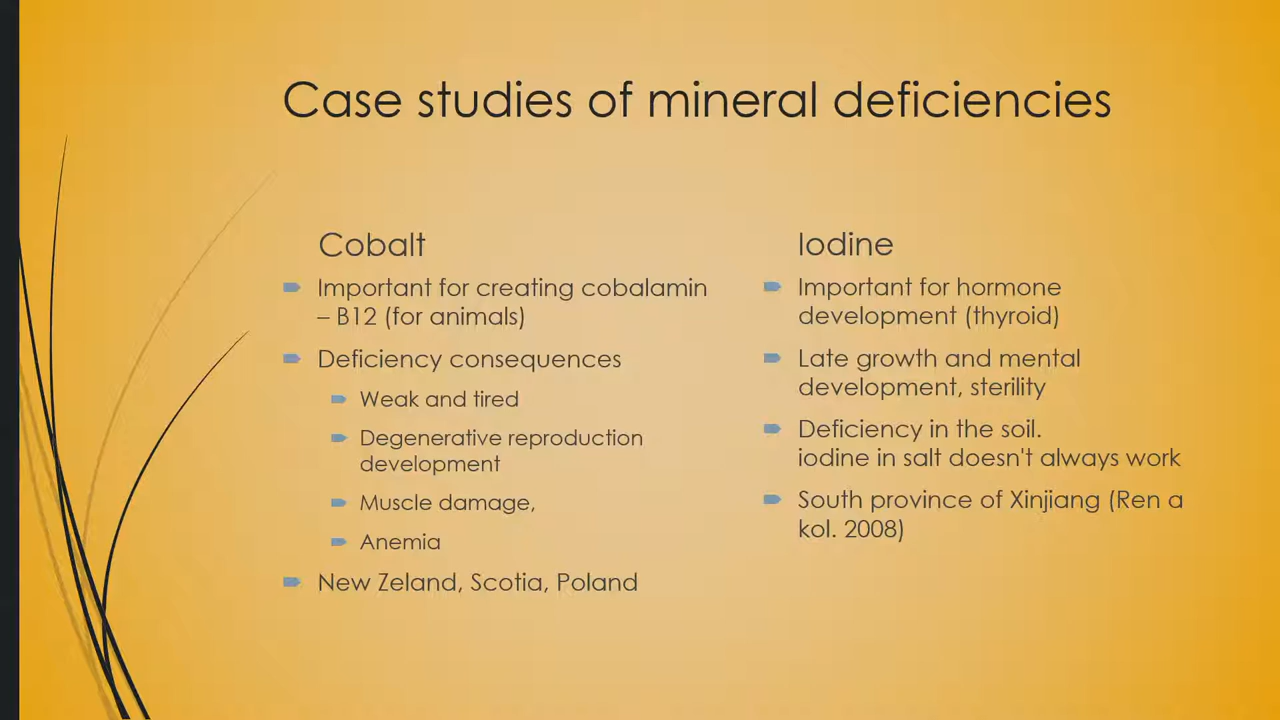 Case studies of mineral deficiencies
Cobalt
Important for creating cobalamin
– B12 (for animals)
Deficiency consequences
Weak and tired
Degenerative reproduction
development
Muscle damage,
Anemia
New Zeland, Scotia, Poland
Iodine
Important for hormone
development (thyroid)
Late growth and mental
development, sterility
Deficiency in the soil.
iodine in salt doesn't always work
South province of Xinjiang (Ren a
kol. 2008)